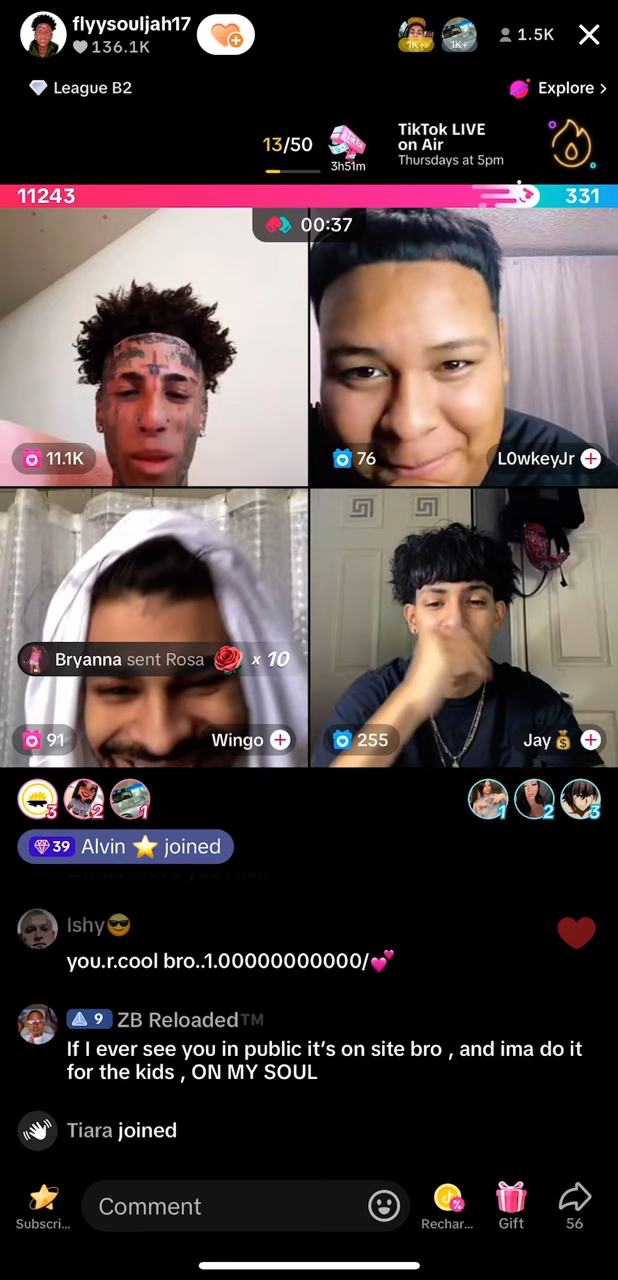 flyysouljah17
136.1K
1K+
1K+
1.5K
League B2
Explore >
13/50
3h51m
TikTok LIVE
on Air
Thursdays at 5pm
11243
331
00:37
11.1K
76
L0wkeyJr
Bryanna sent Rosa x 10
91
Wingo
255
Jay💰
3
2
1
1
2
3
39 Alvin ⭐ joined
Ishy😎
you.r.cool bro..1.00000000000/💕
9 ZB Reloaded™
If I ever see you in public it's on site bro , and ima do it
for the kids , ON MY SOUL
Tiara joined
Subscri...
Comment
Rechar...
Gift
56